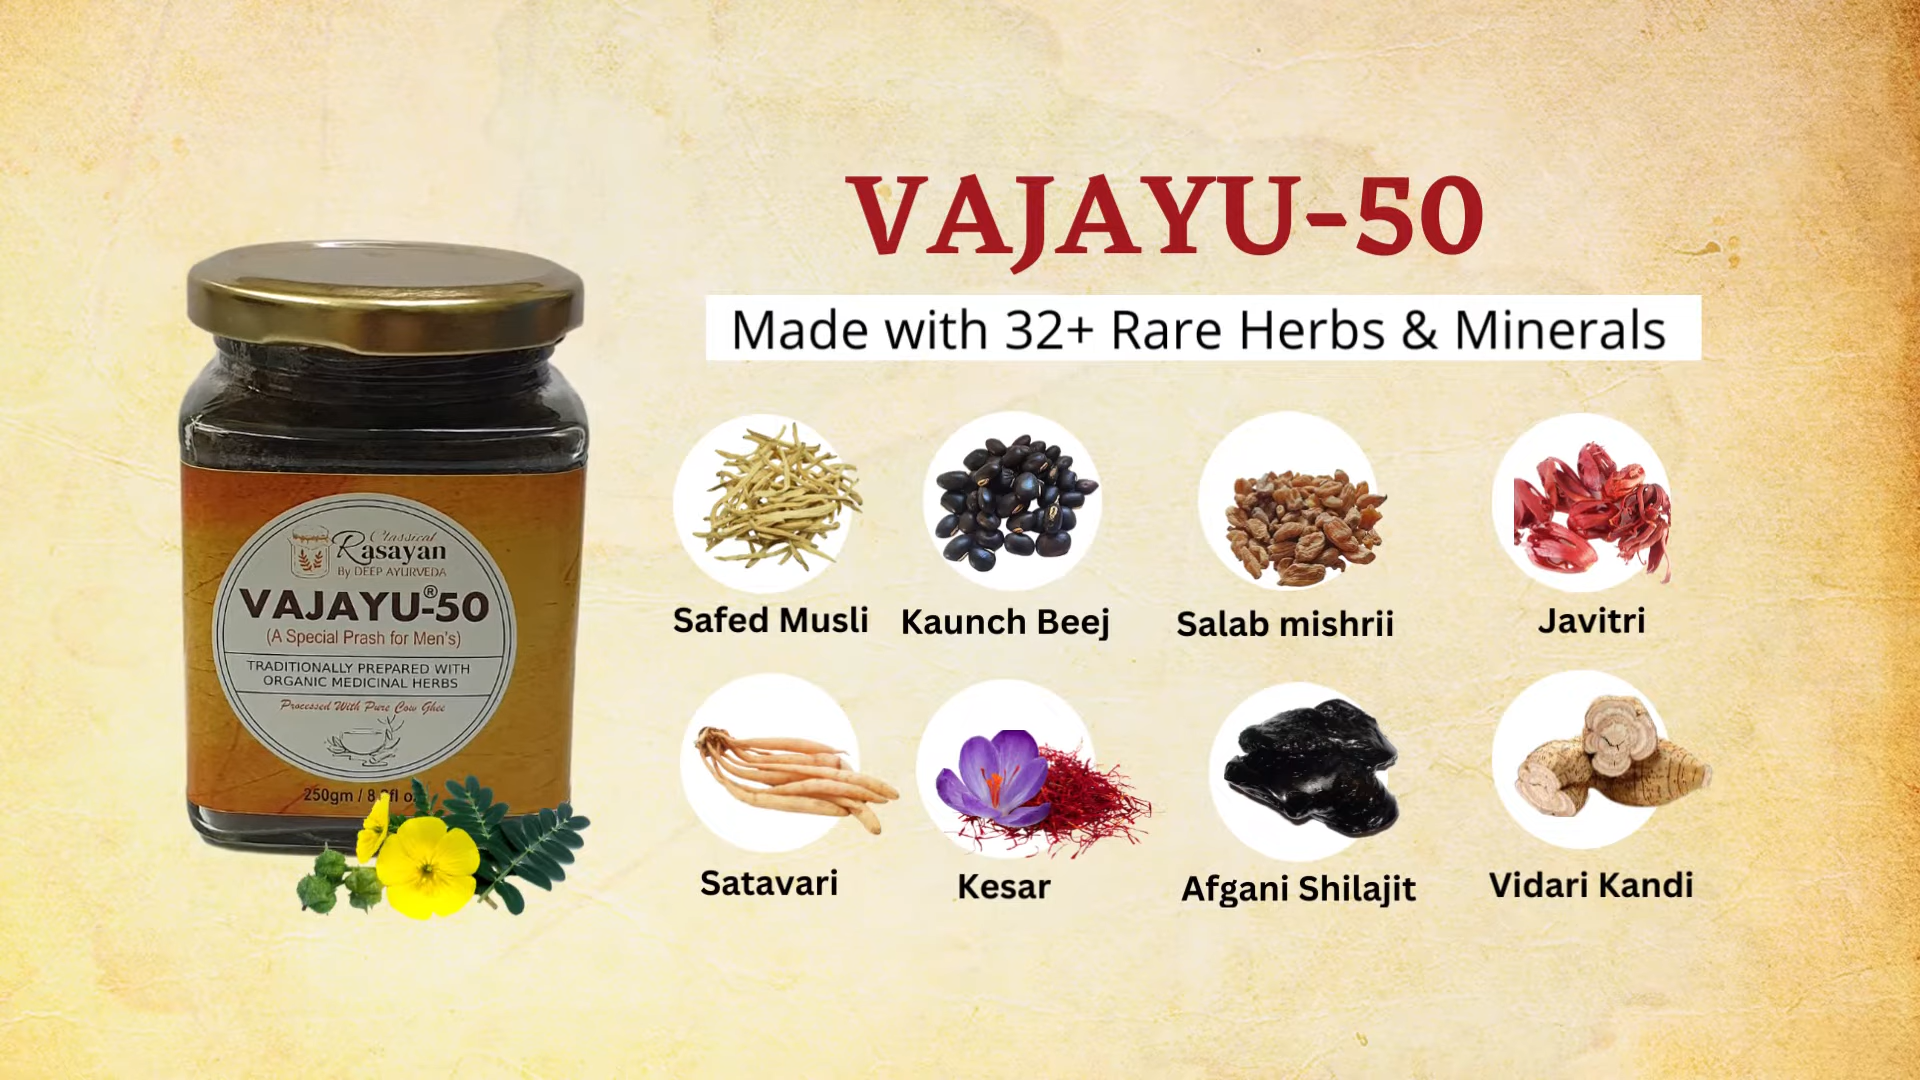 VAJAYU-50
Made with 32+ Rare Herbs & Minerals
Safed Musli
Kaunch Beej
Salab mishrii
Javitri
Satavari
Kesar
Afgani Shilajit
Vidari Kandi
Classical
Rasayan
By DEEP AYURVEDA
VAJAYU-50®
(A Special Prash for Men's)
TRADITIONALLY PREPARED WITH
ORGANIC MEDICINAL HERBS
Processed With Pure Cow Ghee
250gm /